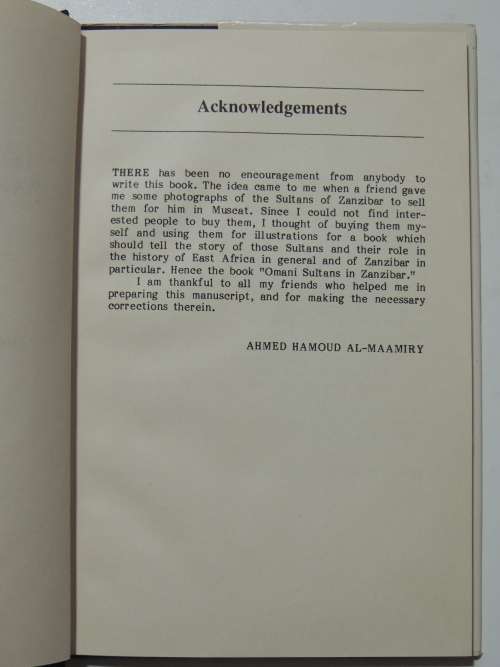 Acknowledgements
THERE has been no encouragement from anybody to
write this book. The idea came to me when a friend gave
me some photographs of the Sultans of Zanzibar to sell
them for him in Muscat. Since I could not find inter-
ested people to buy them, I thought of buying them my-
self and using them for illustrations for a book which
should tell the story of those Sultans and their role in
the history of East Africa in general and of Zanzibar in
particular. Hence the book "Omani Sultans in Zanzibar."
I am thankful to all my friends who helped me in
preparing this manuscript, and for making the necessary
corrections therein.
AHMED HAMOUD AL-MAAMIRY